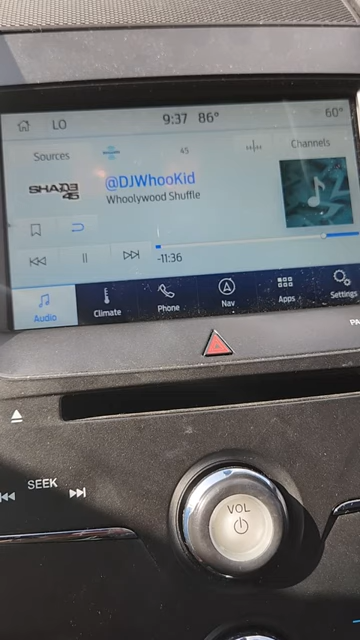 LO
9:37 86°
60°
Sources
45
Channels
SHADE 45
@DJWhooKid
Whoolywood Shuffle
-11:36
Audio
Climate
Phone
Nav
Apps
Settings
PA
SEEK
VOL